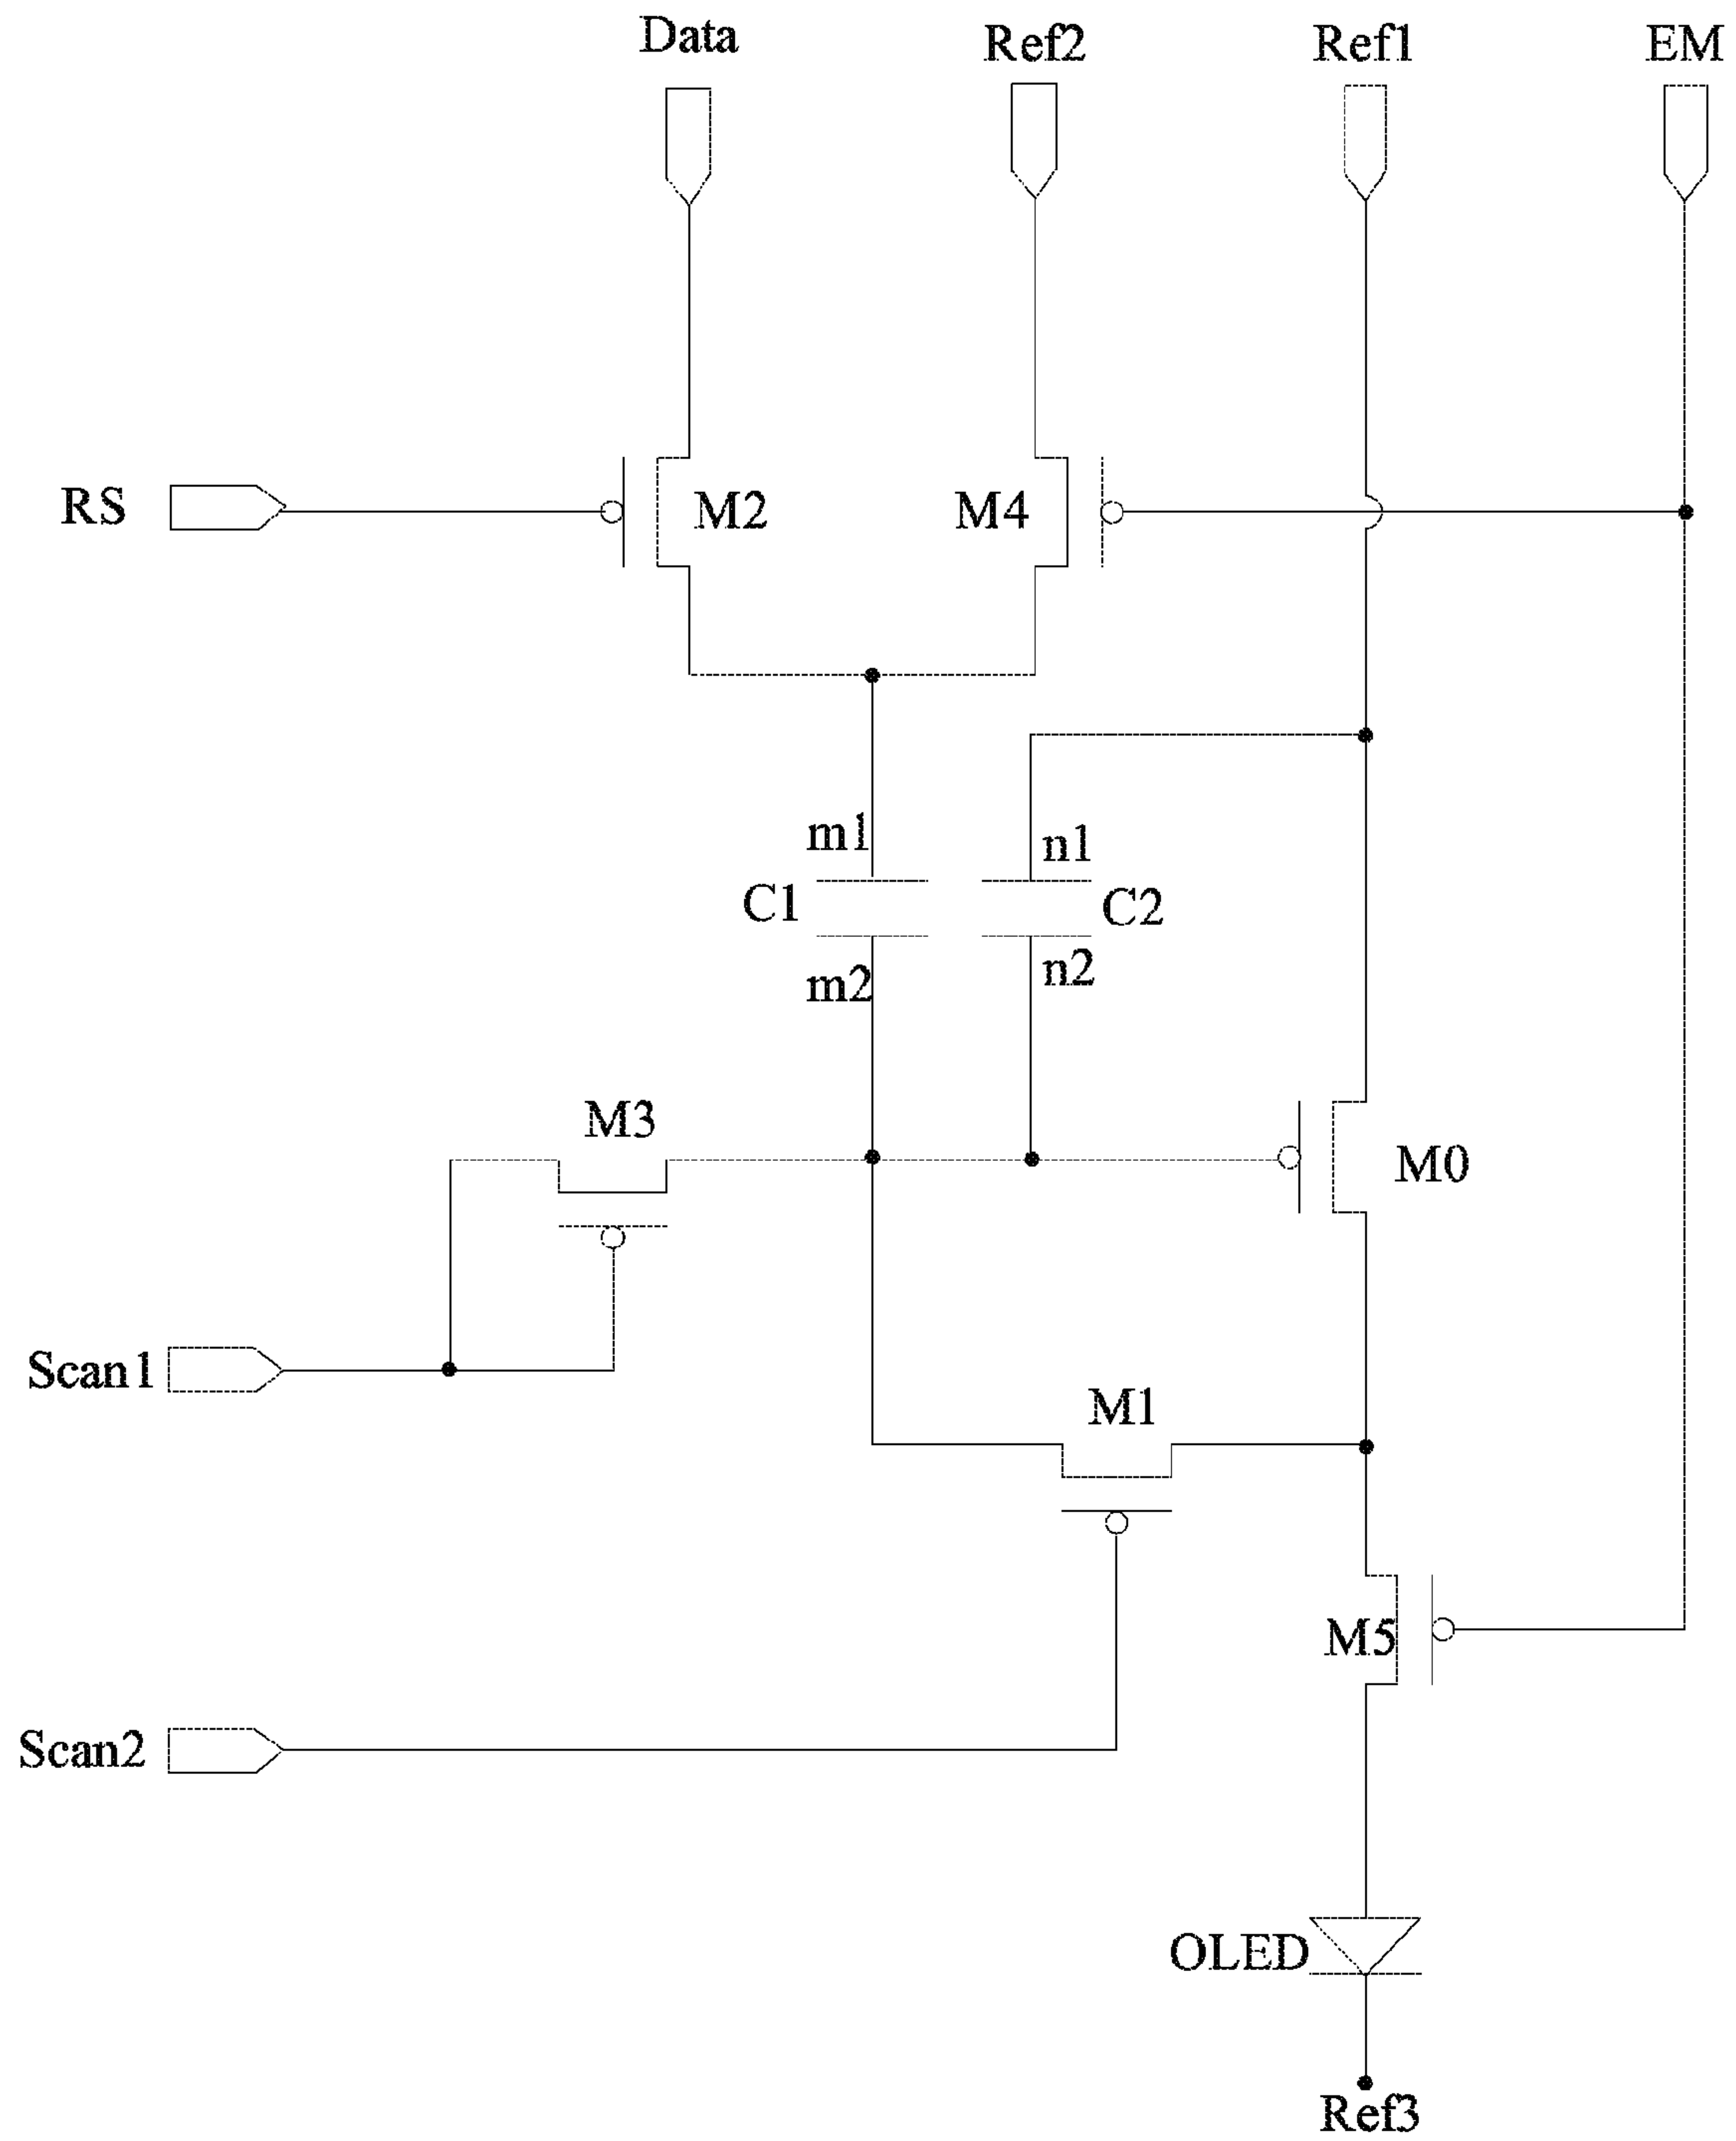 Data
Ref2
Ref1
EM
RS
M2
M4
m1
n1
C1
C2
m2
n2
M3
M0
Scan1
M1
M5
Scan2
OLED
Ref3